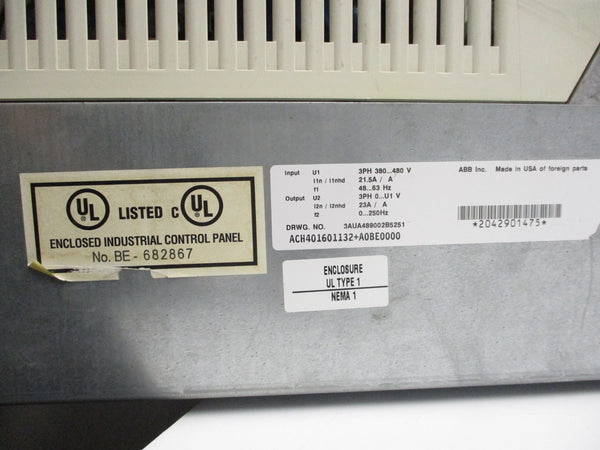 UL LISTED C UL
ENCLOSED INDUSTRIAL CONTROL PANEL
No. BE - 682867
Input U1 3PH 380...480 V
I1n / I1nhd 21.5A / A
f1 48...63 Hz
Output U2 3PH 0...U1 V
I2n / I2nhd 23A / A
f2 0...250Hz
DRWG. NO. 3AUA489002B5251
ACH401601132+A0BE0000
ABB Inc. Made in USA of foreign parts
*2042901475*
ENCLOSURE
UL TYPE 1
NEMA 1